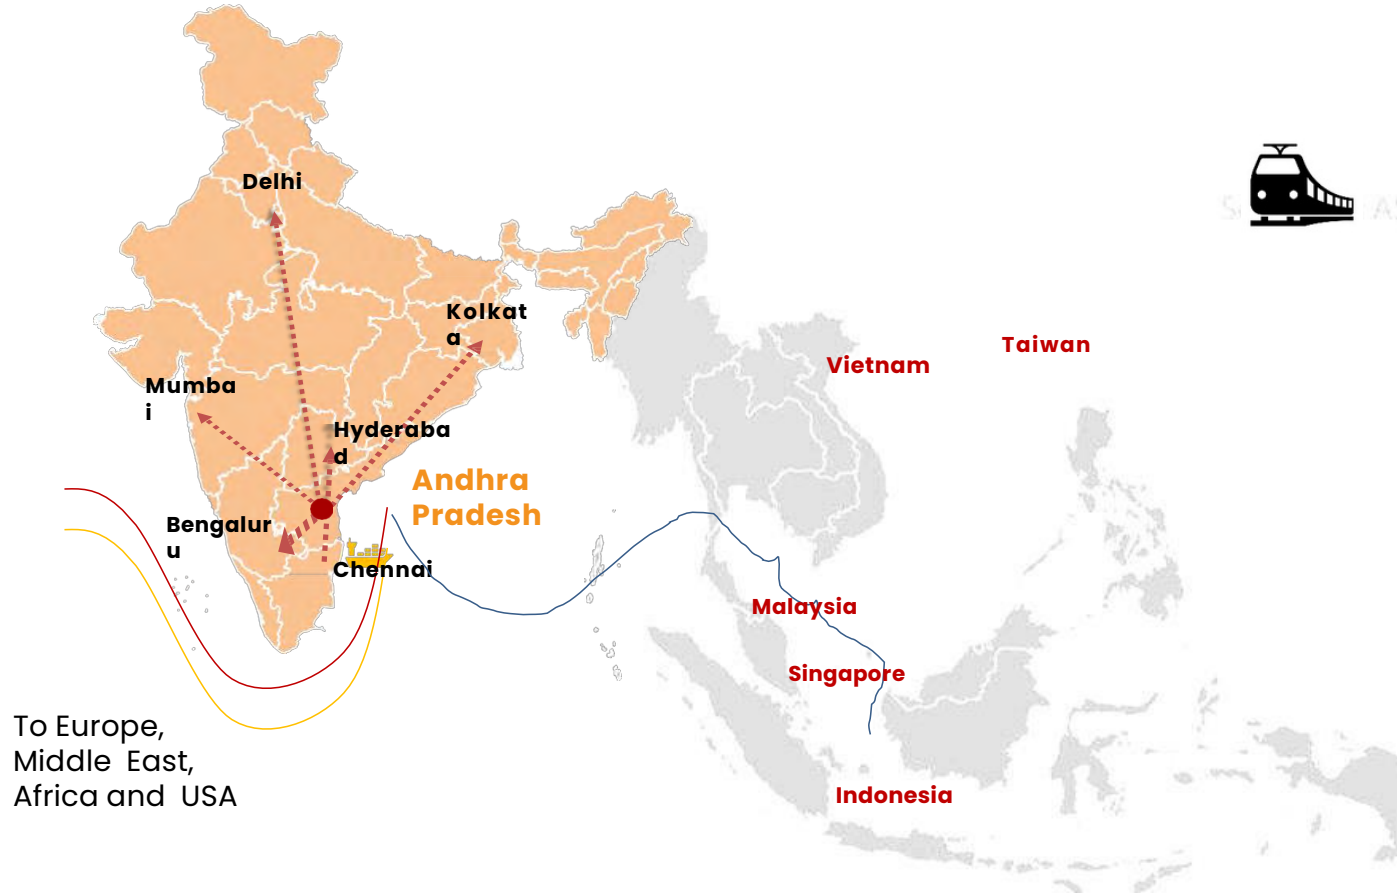 Delhi
Kolkat
a
Taiwan
Vietnam
Mumba
i
Hyderaba
d
Andhra
Pradesh
Bengalur
u
Chennai
Malaysia
Singapore
To Europe,
Middle East,
Africa and USA
Indonesia